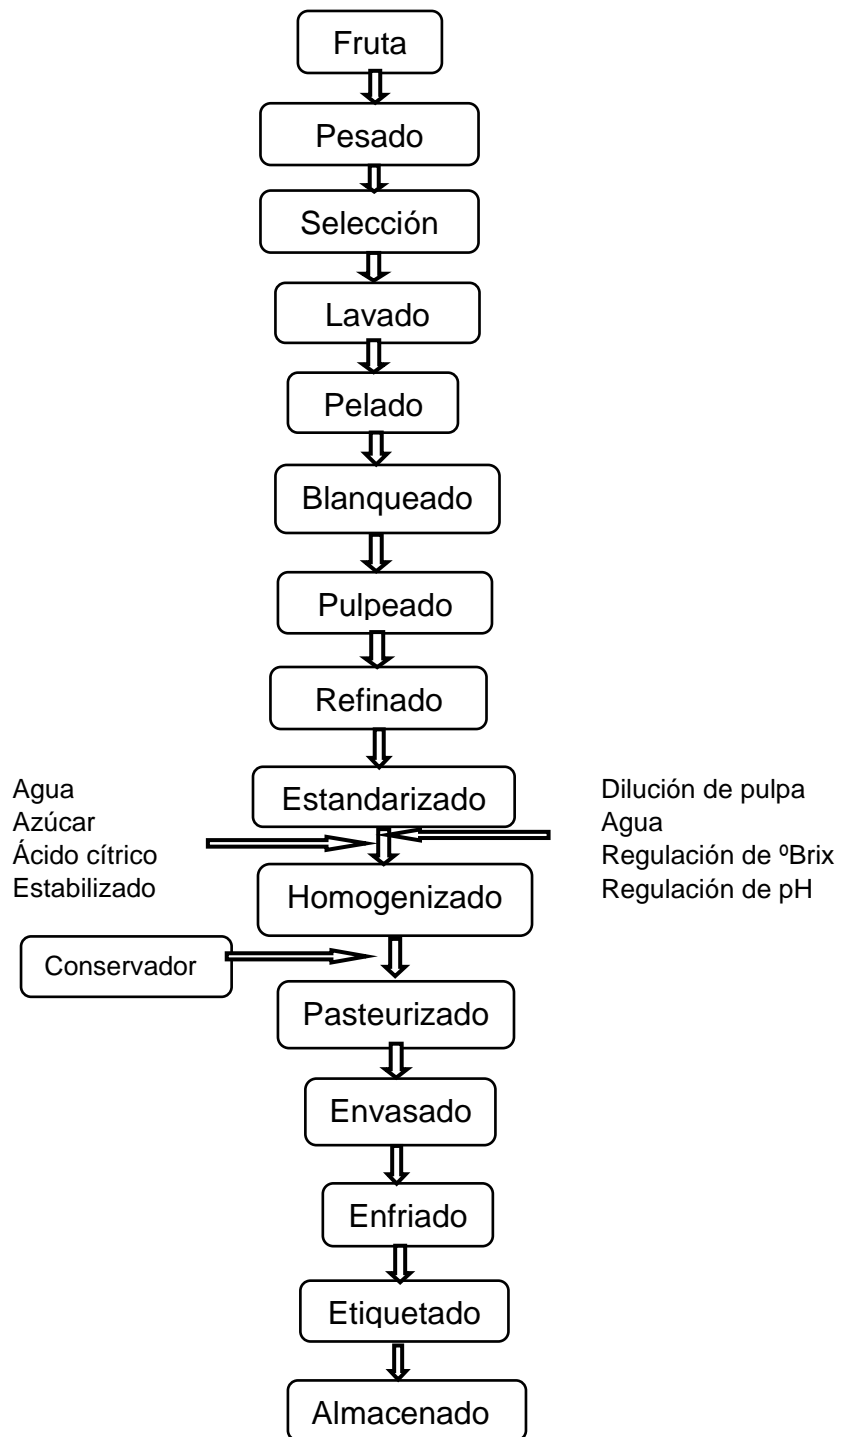 Fruta
Pesado
Selección
Lavado
Pelado
Blanqueado
Pulpeado
Refinado
Estandarizado
Agua
Azúcar
Ácido cítrico
Estabilizado
Dilución de pulpa
Agua
Regulación de ºBrix
Regulación de pH
Homogenizado
Conservador
Pasteurizado
Envasado
Enfriado
Etiquetado
Almacenado